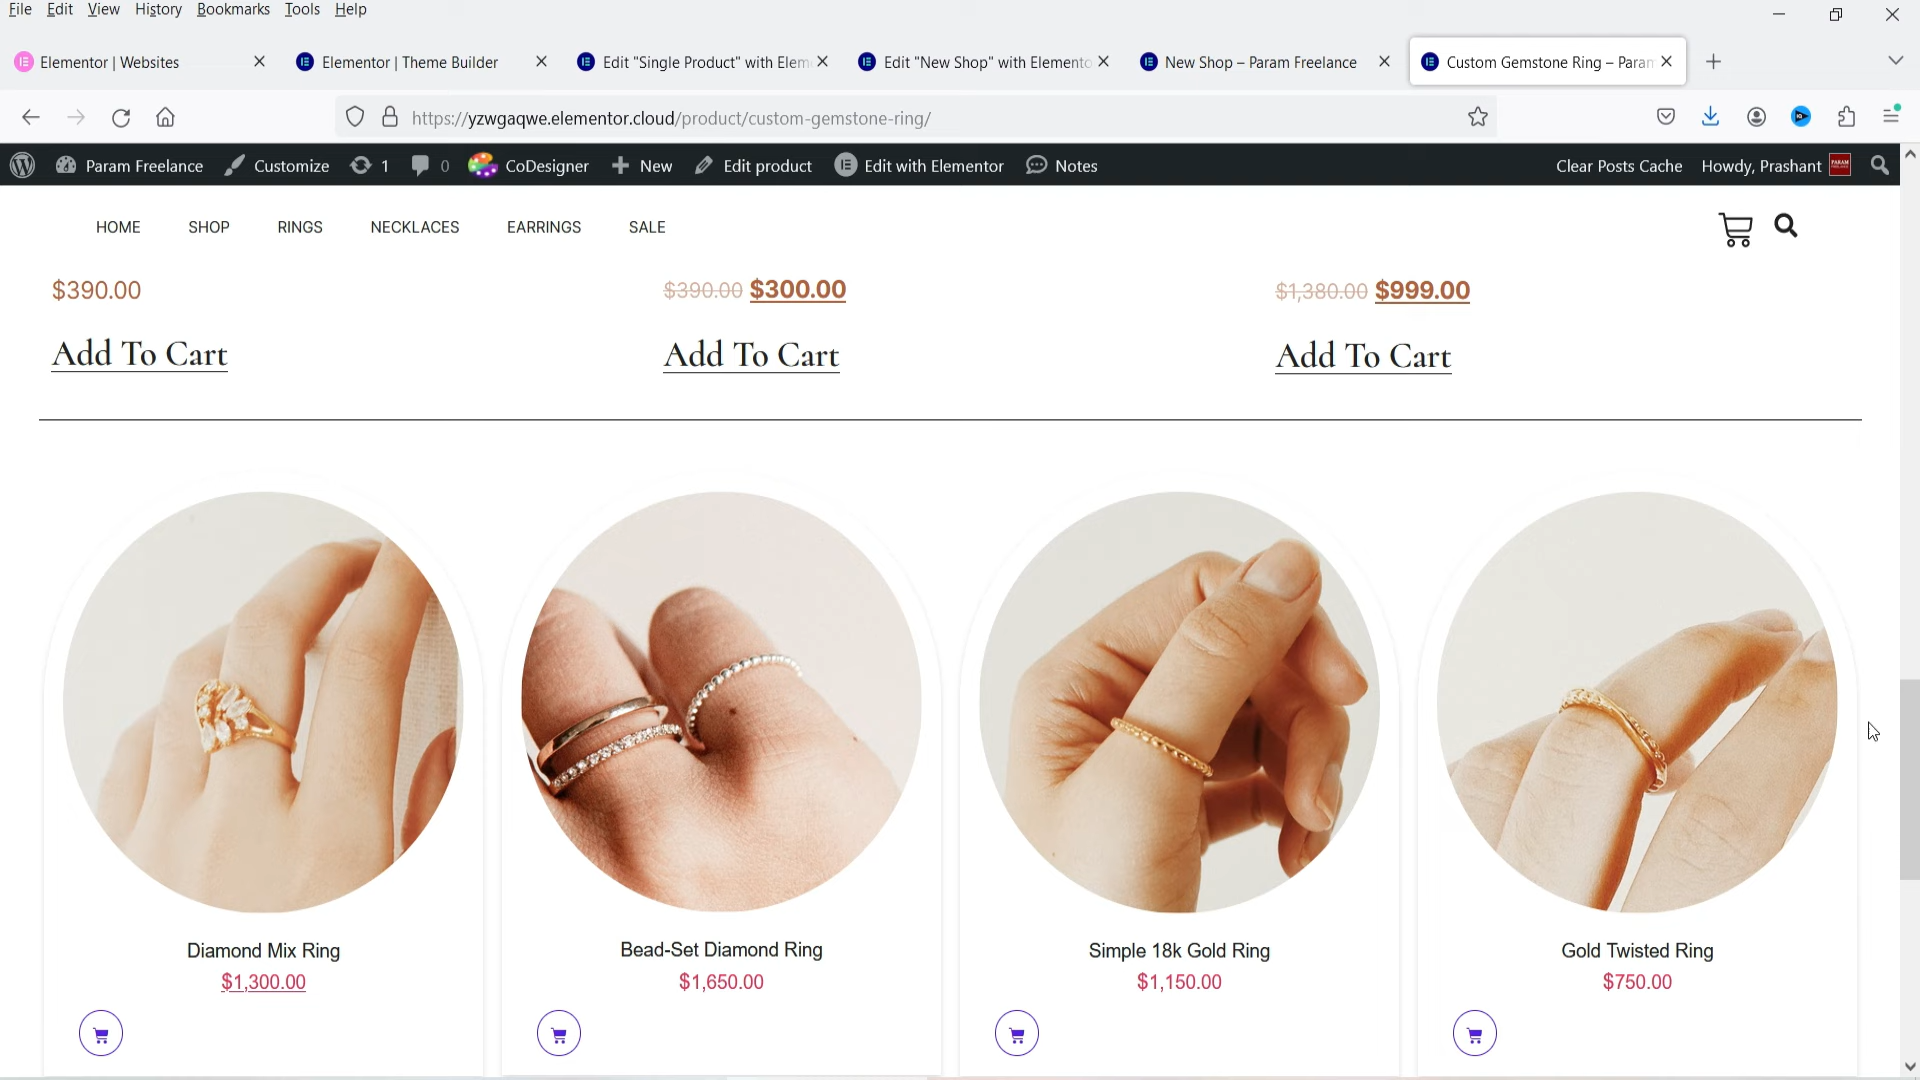 File Edit View History Bookmarks Tools Help
Elementor | Websites
Elementor | Theme Builder
Edit "Single Product" with Elem
Edit "New Shop" with Elemento
New Shop – Param Freelance
Custom Gemstone Ring – Param
https://yzwgaqwe.elementor.cloud/product/custom-gemstone-ring/
Param Freelance Customize 1 0 CoDesigner New Edit product Edit with Elementor Notes Clear Posts Cache Howdy, Prashant
HOME SHOP RINGS NECKLACES EARRINGS SALE
$390.00 $390.00 $300.00 $1,380.00 $999.00
Add To Cart Add To Cart Add To Cart
Diamond Mix Ring Bead-Set Diamond Ring Simple 18k Gold Ring Gold Twisted Ring
$1,300.00 $1,650.00 $1,150.00 $750.00